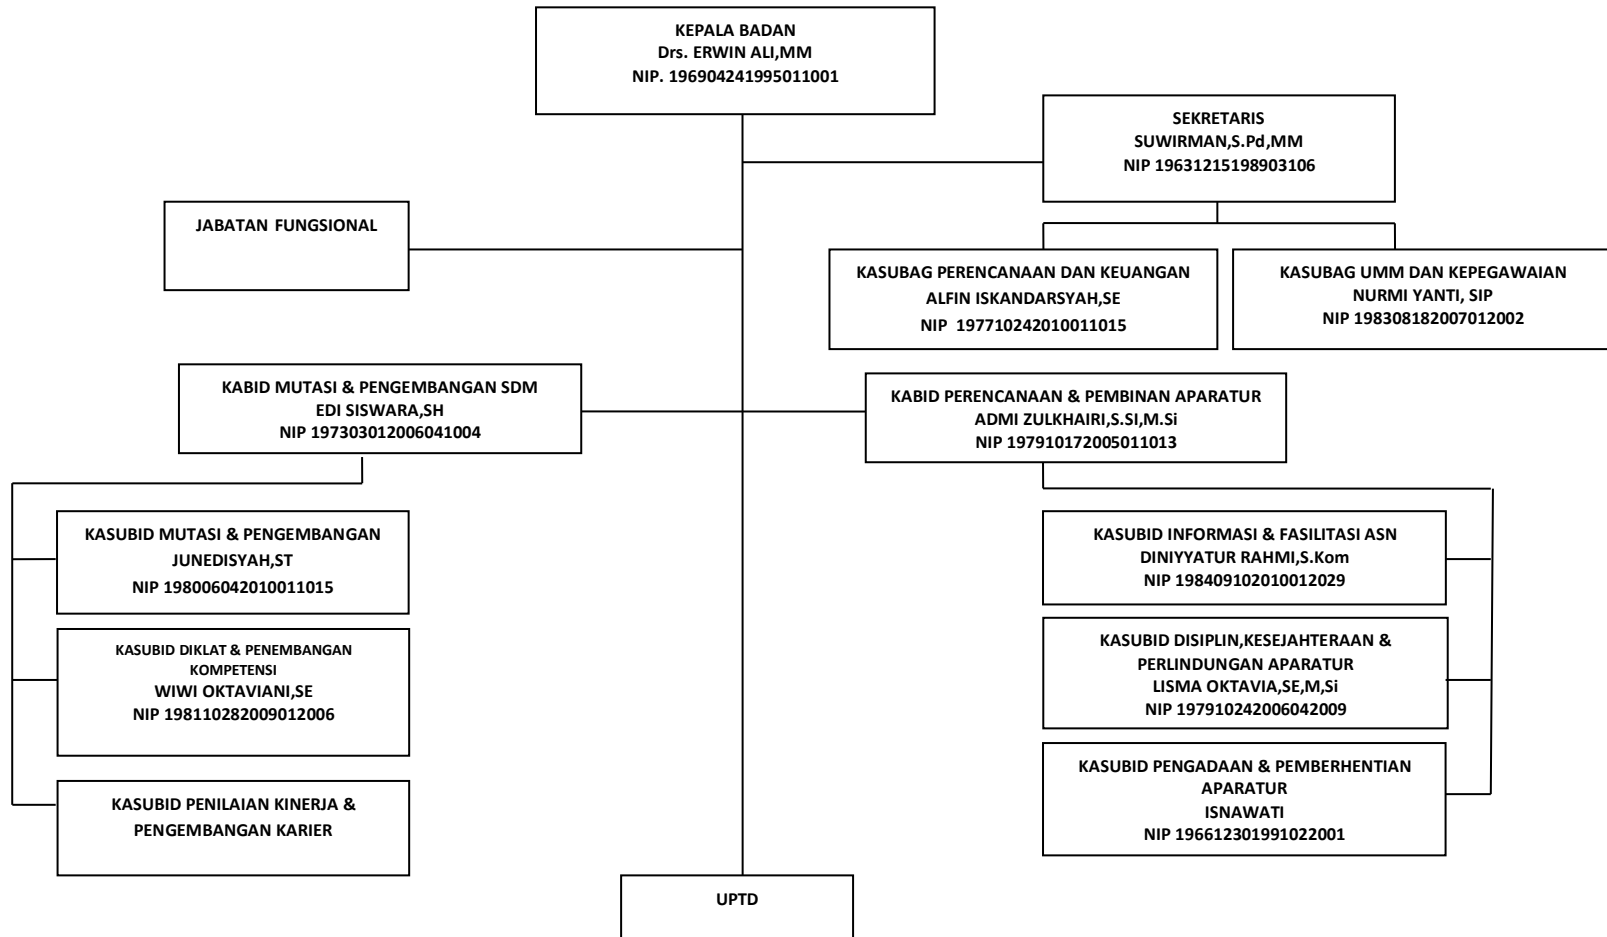 KEPALA BADAN
Drs. ERWIN ALI,MM
NIP. 196904241995011001
SEKRETARIS
SUWIRMAN,S.Pd,MM
NIP 19631215198903106
JABATAN FUNGSIONAL
KASUBAG PERENCANAAN DAN KEUANGAN
ALFIN ISKANDARSYAH,SE
NIP 197710242010011015
KASUBAG UMM DAN KEPEGAWAIAN
NURMI YANTI, SIP
NIP 198308182007012002
KABID MUTASI & PENGEMBANGAN SDM
EDI SISWARA,SH
NIP 197303012006041004
KABID PERENCANAAN & PEMBINAN APARATUR
ADMI ZULKHAIRI,S.SI,M.Si
NIP 197910172005011013
KASUBID MUTASI & PENGEMBANGAN
JUNEDISYAH,ST
NIP 198006042010011015
KASUBID DIKLAT & PENEMBANGAN
KOMPETENSI
WIWI OKTAVIANI,SE
NIP 198110282009012006
KASUBID PENILAIAN KINERJA &
PENGEMBANGAN KARIER
KASUBID INFORMASI & FASILITASI ASN
DINIYYATUR RAHMI,S.Kom
NIP 198409102010012029
KASUBID DISIPLIN,KESEJAHTERAAN &
PERLINDUNGAN APARATUR
LISMA OKTAVIA,SE,M,Si
NIP 197910242006042009
KASUBID PENGADAAN & PEMBERHENTIAN
APARATUR
ISNAWATI
NIP 196612301991022001
UPTD